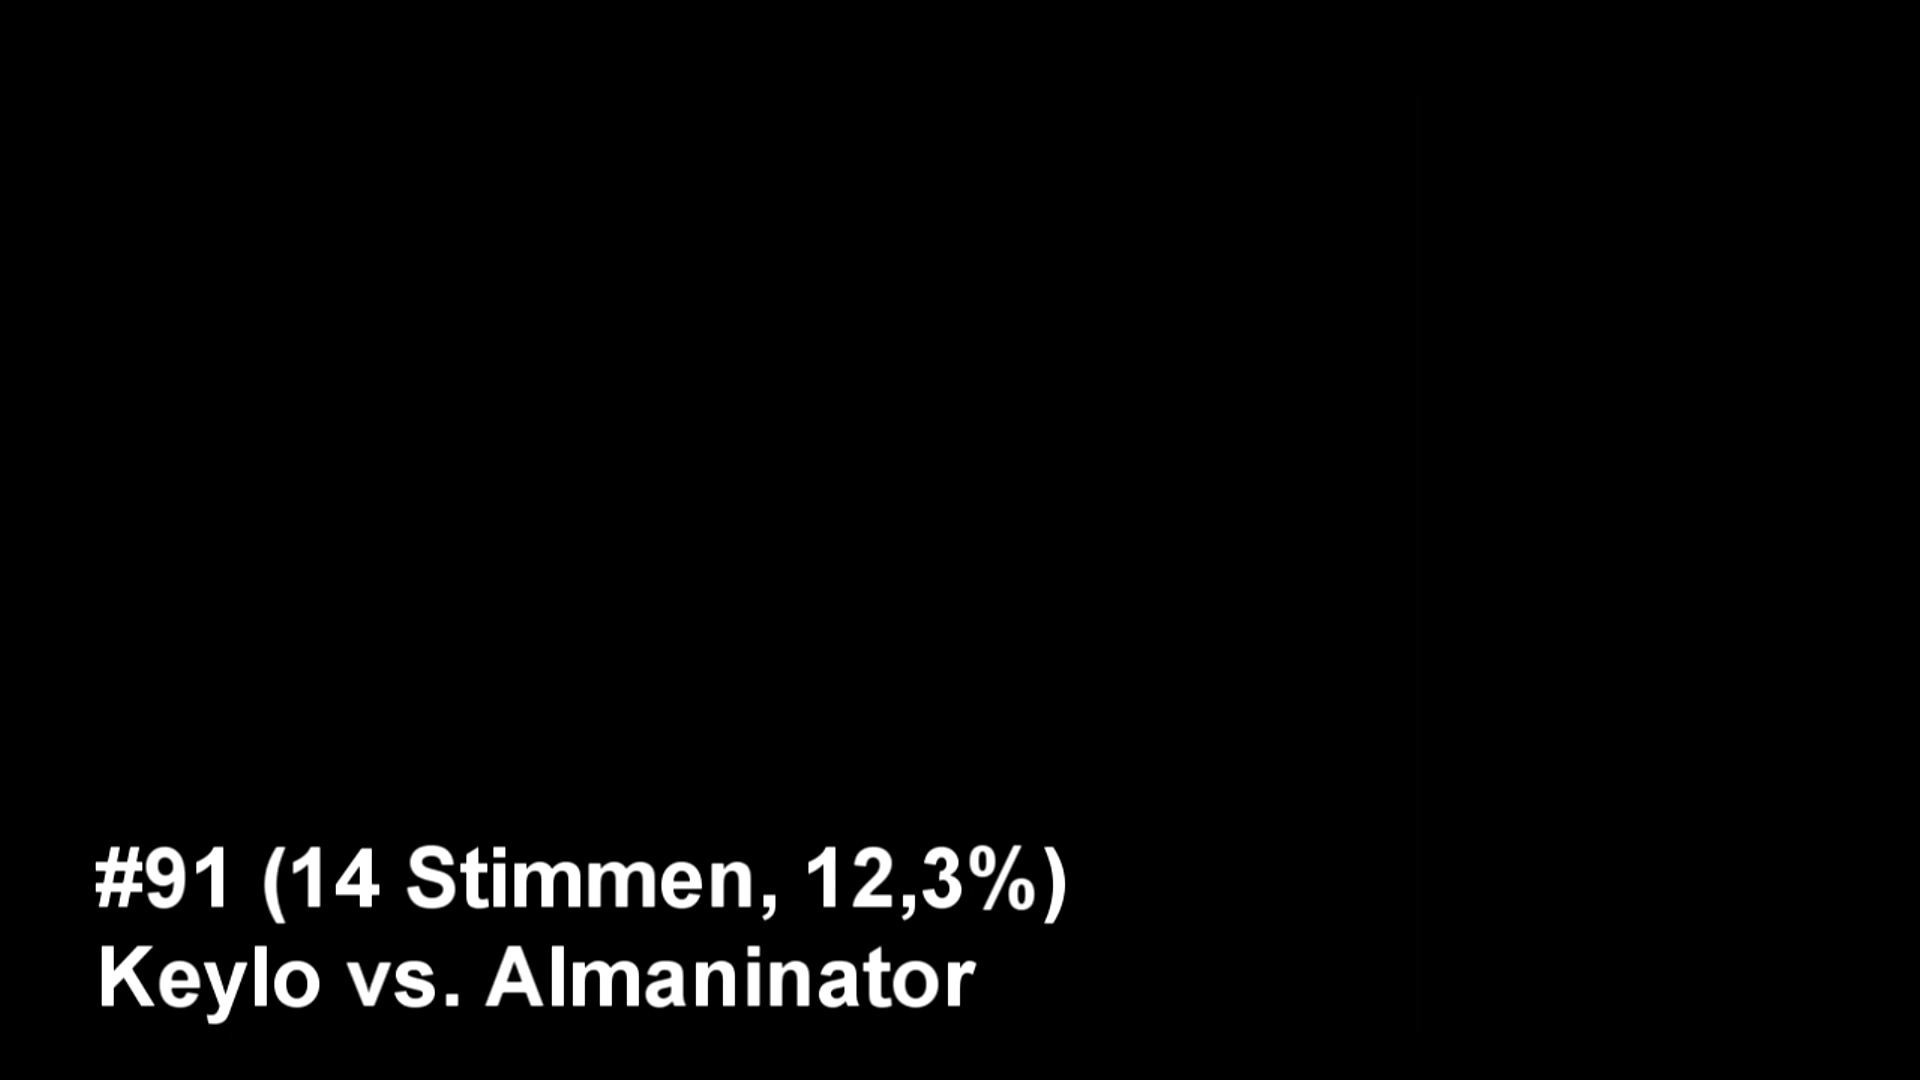 #91 (14 Stimmen, 12,3%)
Keylo vs. Almaninator